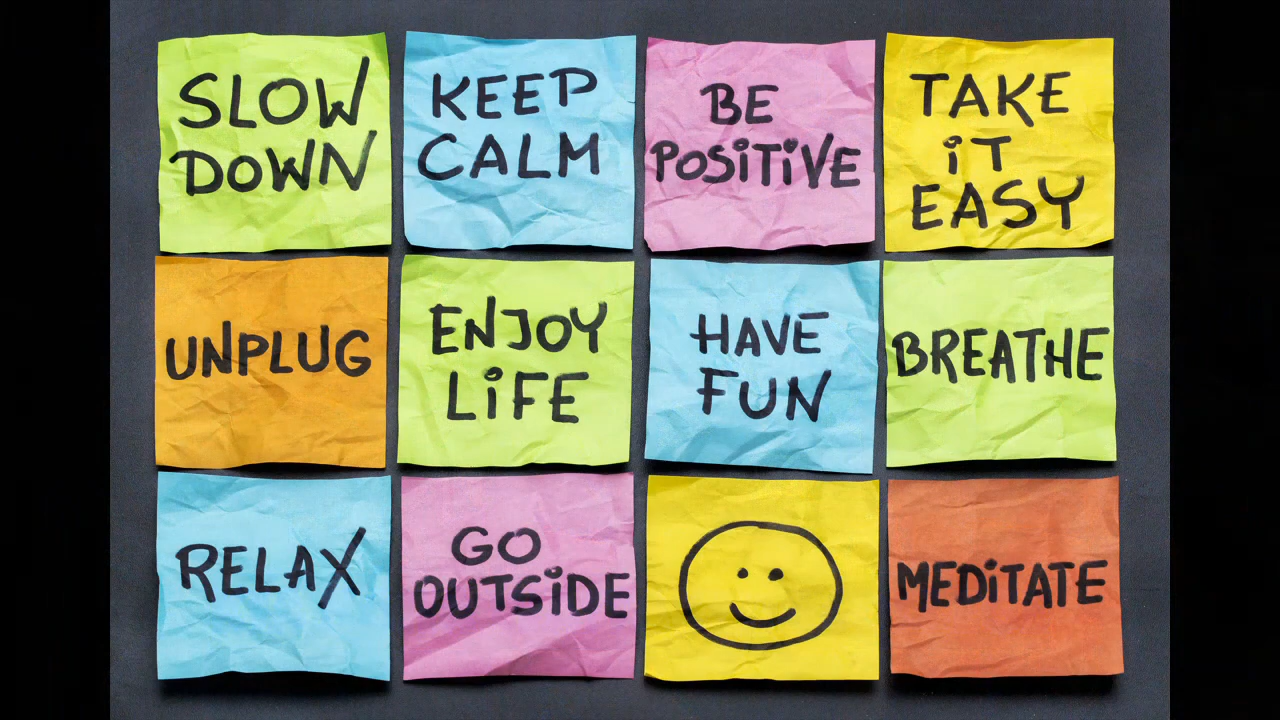 SLOW
DOWN
KEEP
CALM
BE
POSiTiVE
TAKE
iT
EASY
UNPLUG
ENJOY
LiFE
HAVE
FUN
BREATHE
RELAX
GO
OUTSiDE
MEDiTATE